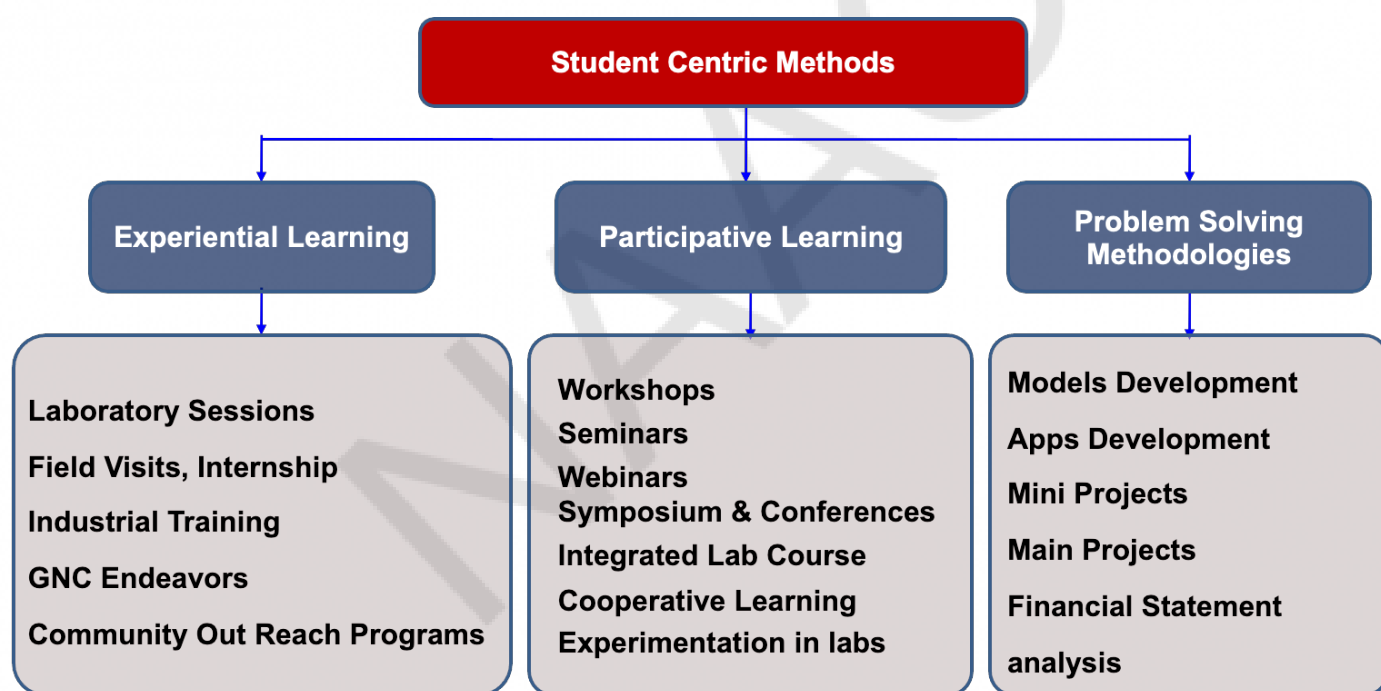 Student Centric Methods
Experiential Learning
Participative Learning
Problem Solving
Methodologies
Laboratory Sessions
Field Visits, Internship
Industrial Training
GNC Endeavors
Community Out Reach Programs
Workshops
Seminars
Webinars
Symposium & Conferences
Integrated Lab Course
Cooperative Learning
Experimentation in labs
Models Development
Apps Development
Mini Projects
Main Projects
Financial Statement
analysis
NAAC